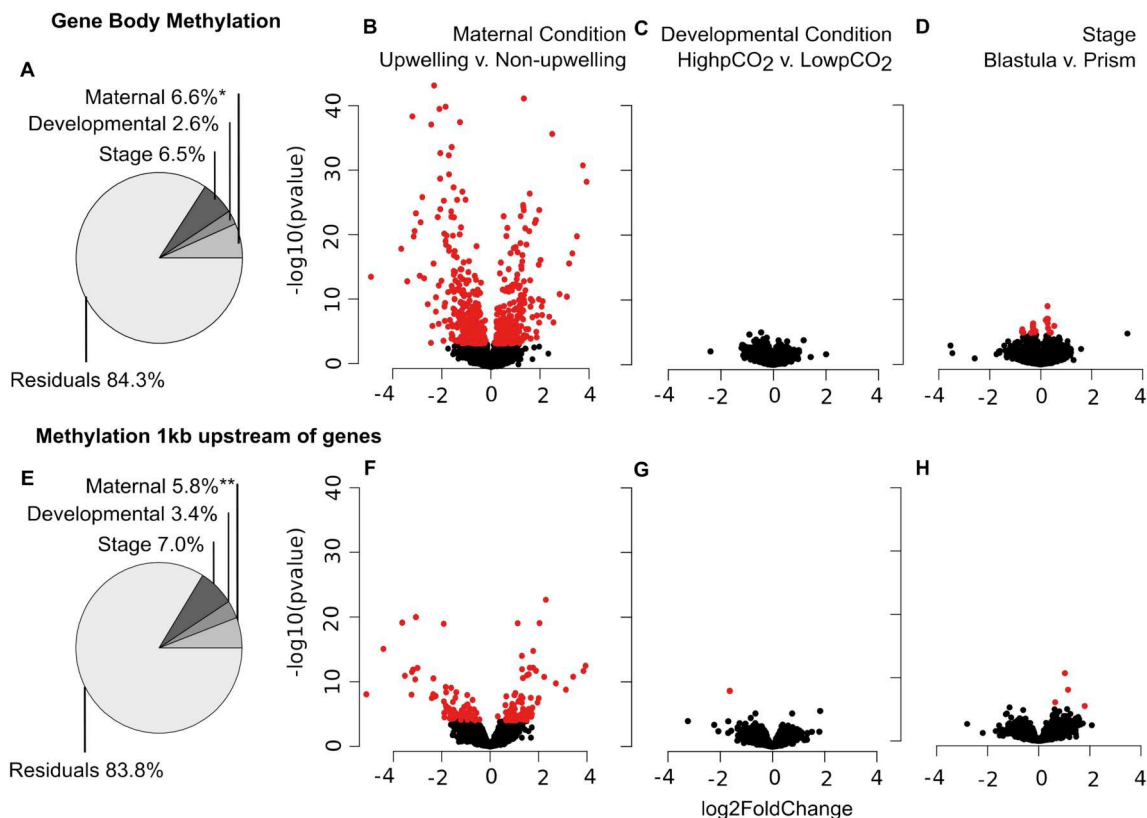 Gene Body Methylation
A
Maternal 6.6%*
Developmental 2.6%
Stage 6.5%
Residuals 84.3%
B
Maternal Condition
Upwelling v. Non-upwelling
-log10(pvalue)
40
30
20
10
0
-4 -2 0 2 4
C
Developmental Condition
HighpCO2 v. LowpCO2
-4 -2 0 2 4
D
Stage
Blastula v. Prism
-4 -2 0 2 4
Methylation 1kb upstream of genes
E
Maternal 5.8%**
Developmental 3.4%
Stage 7.0%
Residuals 83.8%
F
-log10(pvalue)
40
30
20
10
0
-4 -2 0 2 4
G
-4 -2 0 2 4
log2FoldChange
H
-4 -2 0 2 4